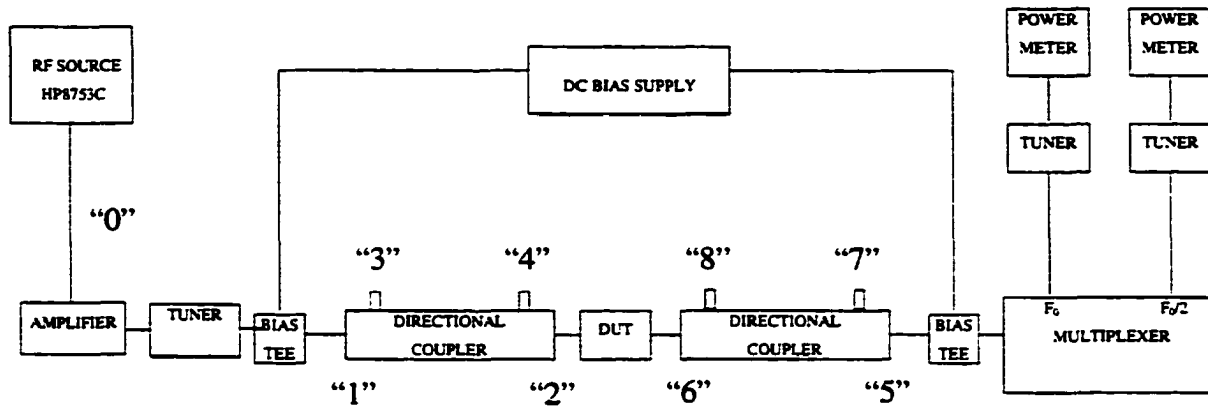 RF SOURCE
HP8753C
DC BIAS SUPPLY
POWER
METER
POWER
METER
TUNER
TUNER
“0”
“3”
“4”
“8”
“7”
AMPLIFIER
TUNER
BIAS
TEE
DIRECTIONAL
COUPLER
DUT
DIRECTIONAL
COUPLER
BIAS
TEE
F₀
F₀/2
MULTIPLEXER
“1”
“2”
“6”
“5”